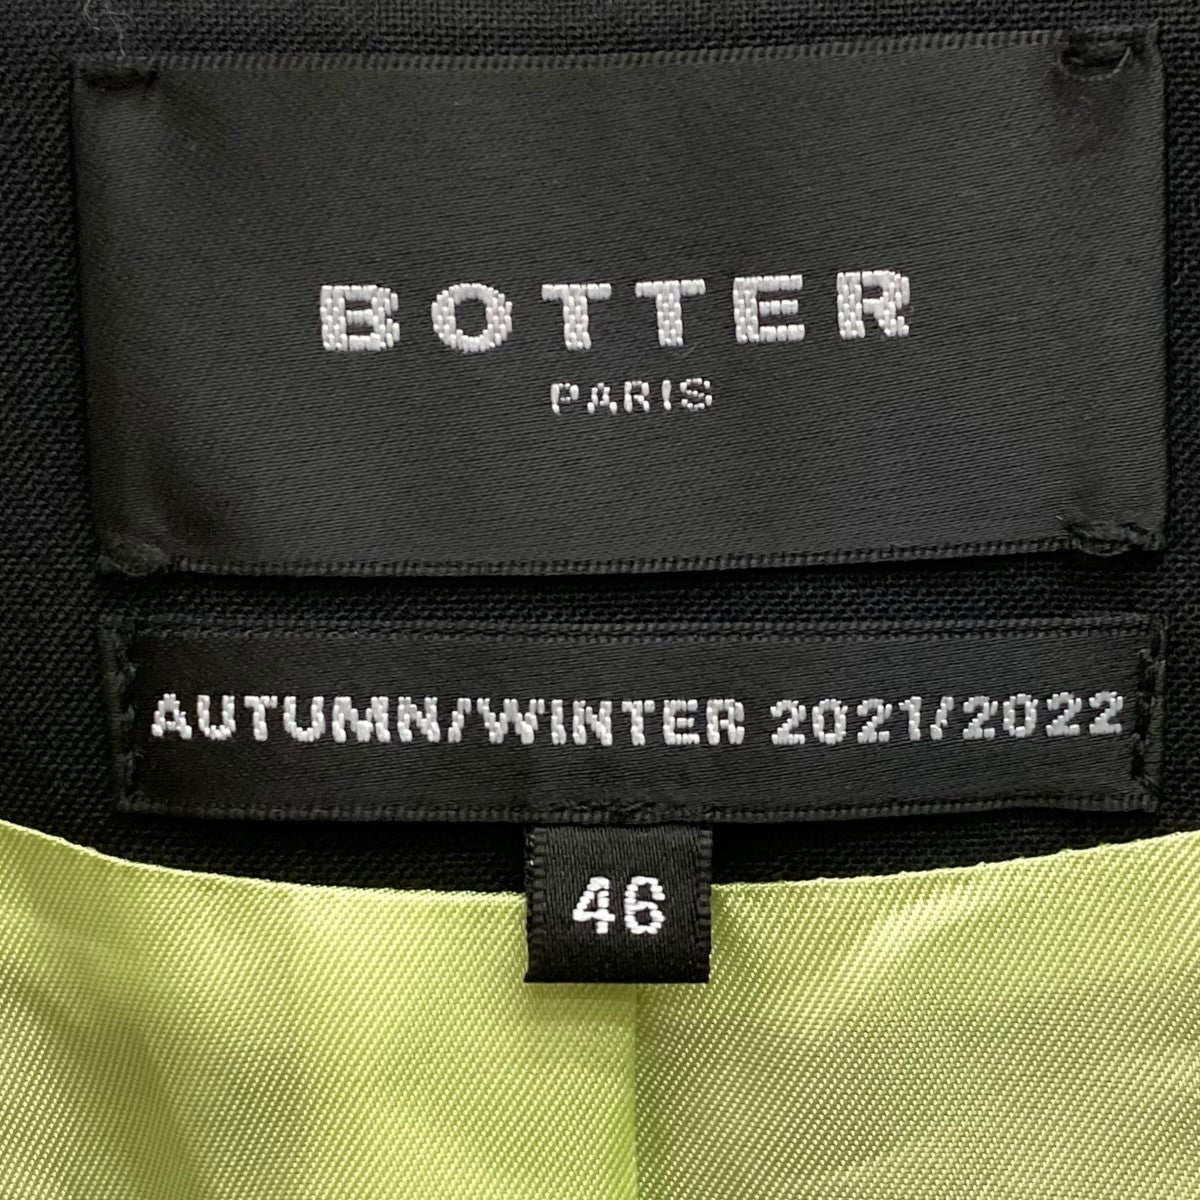 BOTTER
PARIS
AUTUMN/WINTER 2021/2022
46